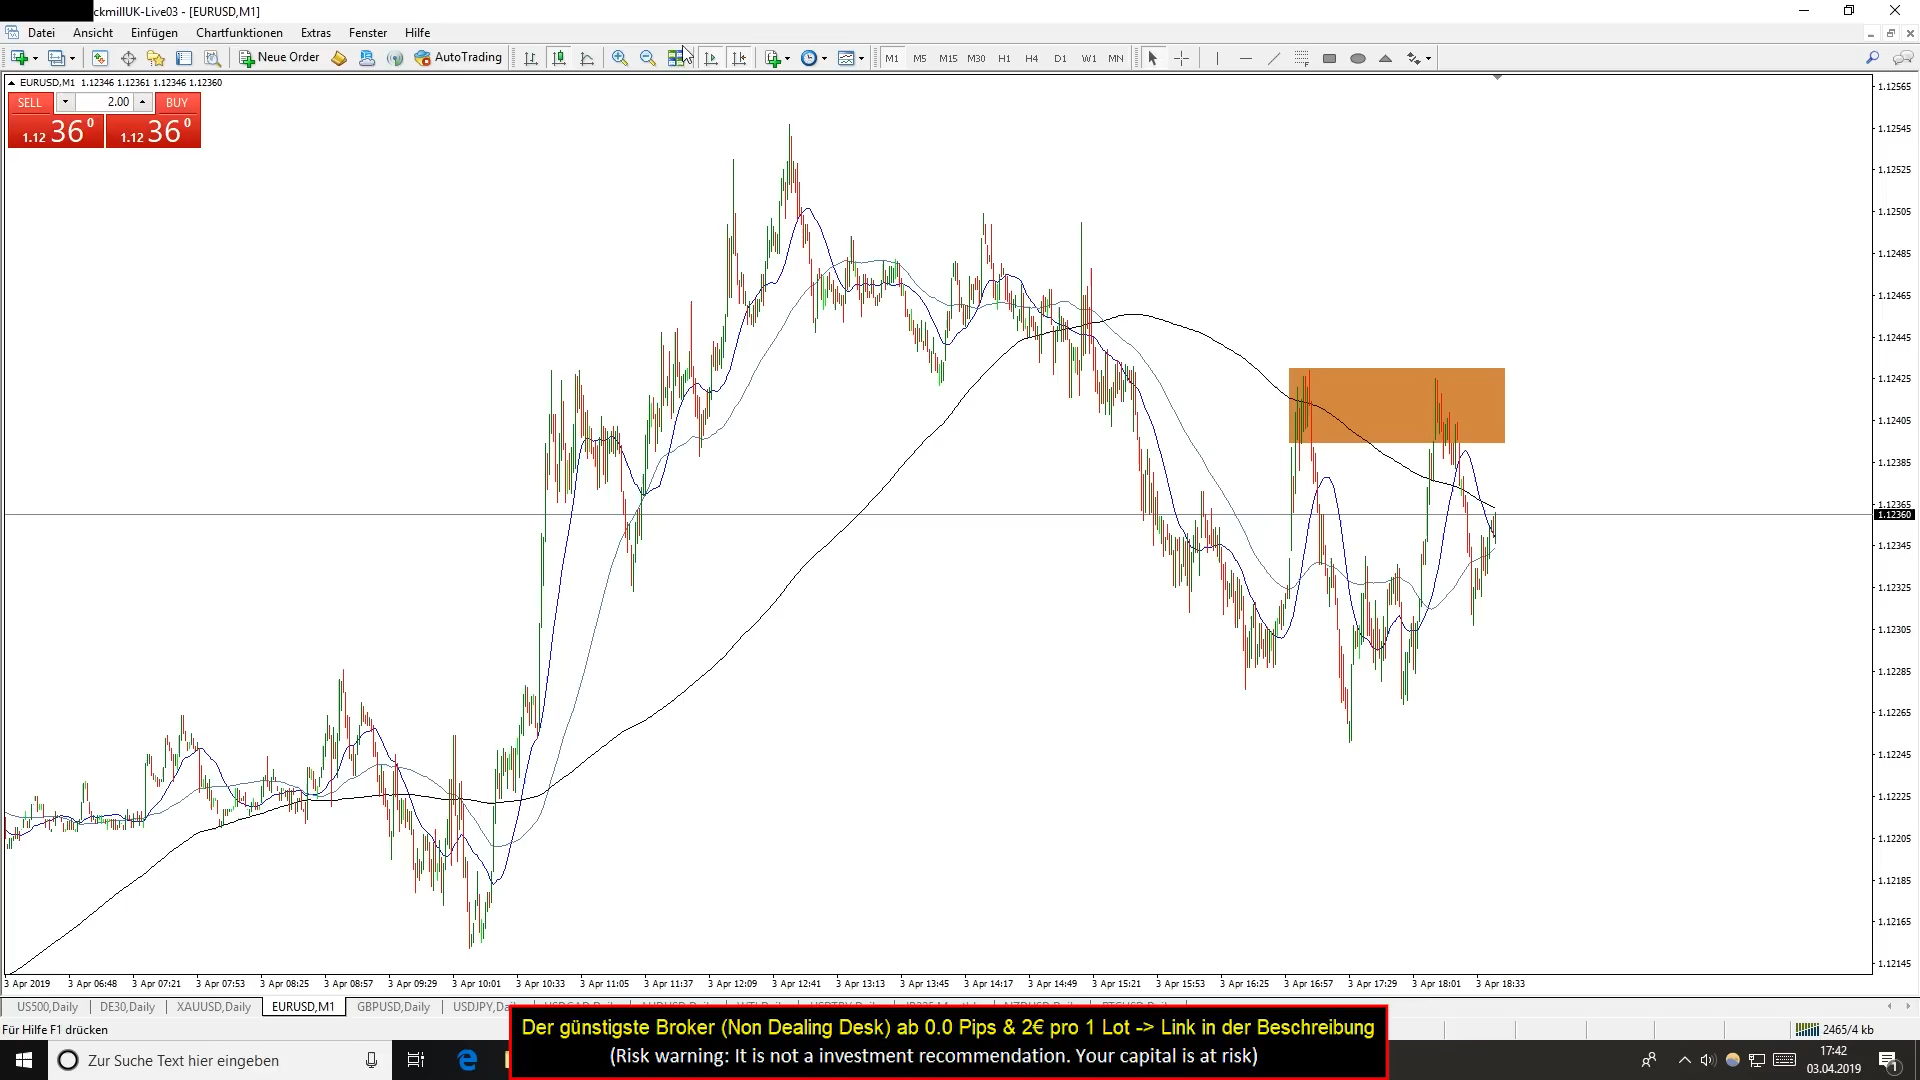 ckmillUK-Live03 - [EURUSD,M1]
Datei Ansicht Einfügen Chartfunktionen Extras Fenster Hilfe
Neue Order AutoTrading M1 M5 M15 M30 H1 H4 D1 W1 MN
EURUSD,M1 1.12346 1.12361 1.12346 1.12360
SELL 2.00 BUY
1.12 36 0 1.12 36 0
1.12565
1.12545
1.12525
1.12505
1.12485
1.12465
1.12445
1.12425
1.12405
1.12385
1.12365
1.12360
1.12345
1.12325
1.12305
1.12285
1.12265
1.12245
1.12225
1.12205
1.12185
1.12165
1.12145
3 Apr 2019 3 Apr 06:48 3 Apr 07:21 3 Apr 07:53 3 Apr 08:25 3 Apr 08:57 3 Apr 09:29 3 Apr 10:01 3 Apr 10:33 3 Apr 11:05 3 Apr 11:37 3 Apr 12:09 3 Apr 12:41 3 Apr 13:13 3 Apr 13:45 3 Apr 14:17 3 Apr 14:49 3 Apr 15:21 3 Apr 15:53 3 Apr 16:25 3 Apr 16:57 3 Apr 17:29 3 Apr 18:01 3 Apr 18:33
US500,Daily DE30,Daily XAUUSD,Daily EURUSD,M1 GBPUSD,Daily USDJPY,Da
Für Hilfe F1 drücken
2465/4 kb
Der günstigste Broker (Non Dealing Desk) ab 0.0 Pips & 2€ pro 1 Lot -> Link in der Beschreibung
(Risk warning: It is not a investment recommendation. Your capital is at risk)
Zur Suche Text hier eingeben
17:42
03.04.2019
1